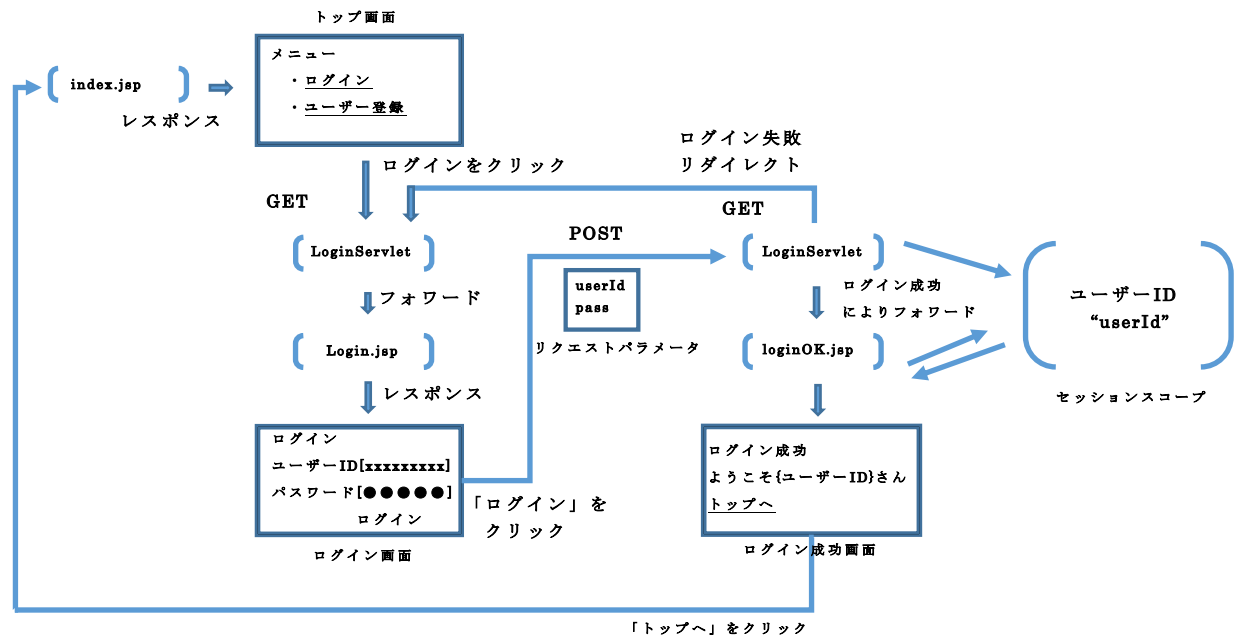 トップ画面
index.jsp
レスポンス
メニュー
・ログイン
・ユーザー登録
ログインをクリック
GET
LoginServlet
フォワード
Login.jsp
レスポンス
ログイン
ユーザーID[xxxxxxxxx]
パスワード[●●●●●]
ログイン
ログイン画面
「ログイン」を
クリック
POST
userId
pass
リクエストパラメータ
ログイン失敗
リダイレクト
GET
LoginServlet
ログイン成功
によりフォワード
loginOK.jsp
ユーザーID
“userId”
セッションスコープ
ログイン成功
ようこそ{ユーザーID}さん
トップへ
ログイン成功画面
「トップへ」をクリック